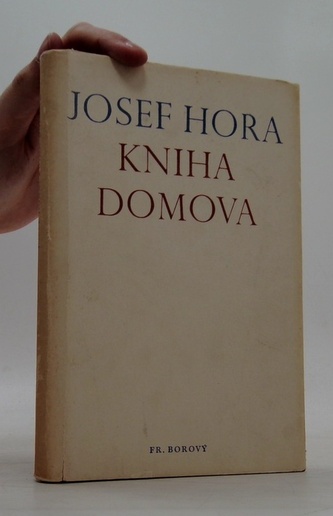 JOSEF HORA
KNIHA
DOMOVA
FR. BOROVÝ